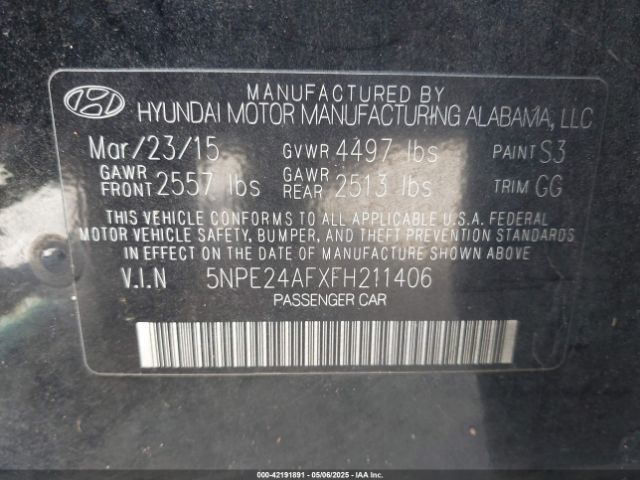 MANUFACTURED BY
HYUNDAI MOTOR MANUFACTURING ALABAMA, LLC
Mar/23/15 GVWR 4497 lbs PAINT S3
GAWR FRONT 2557 lbs GAWR REAR 2513 lbs TRIM GG
THIS VEHICLE CONFORMS TO ALL APPLICABLE U.S.A. FEDERAL
MOTOR VEHICLE SAFETY, BUMPER, AND THEFT PREVENTION STANDARDS
IN EFFECT ON THE DATE OF MANUFACTURE SHOWN ABOVE
V.I.N 5NPE24AFXFH211406
PASSENGER CAR
000-42191891 - 05/06/2025 - IAAI.COM